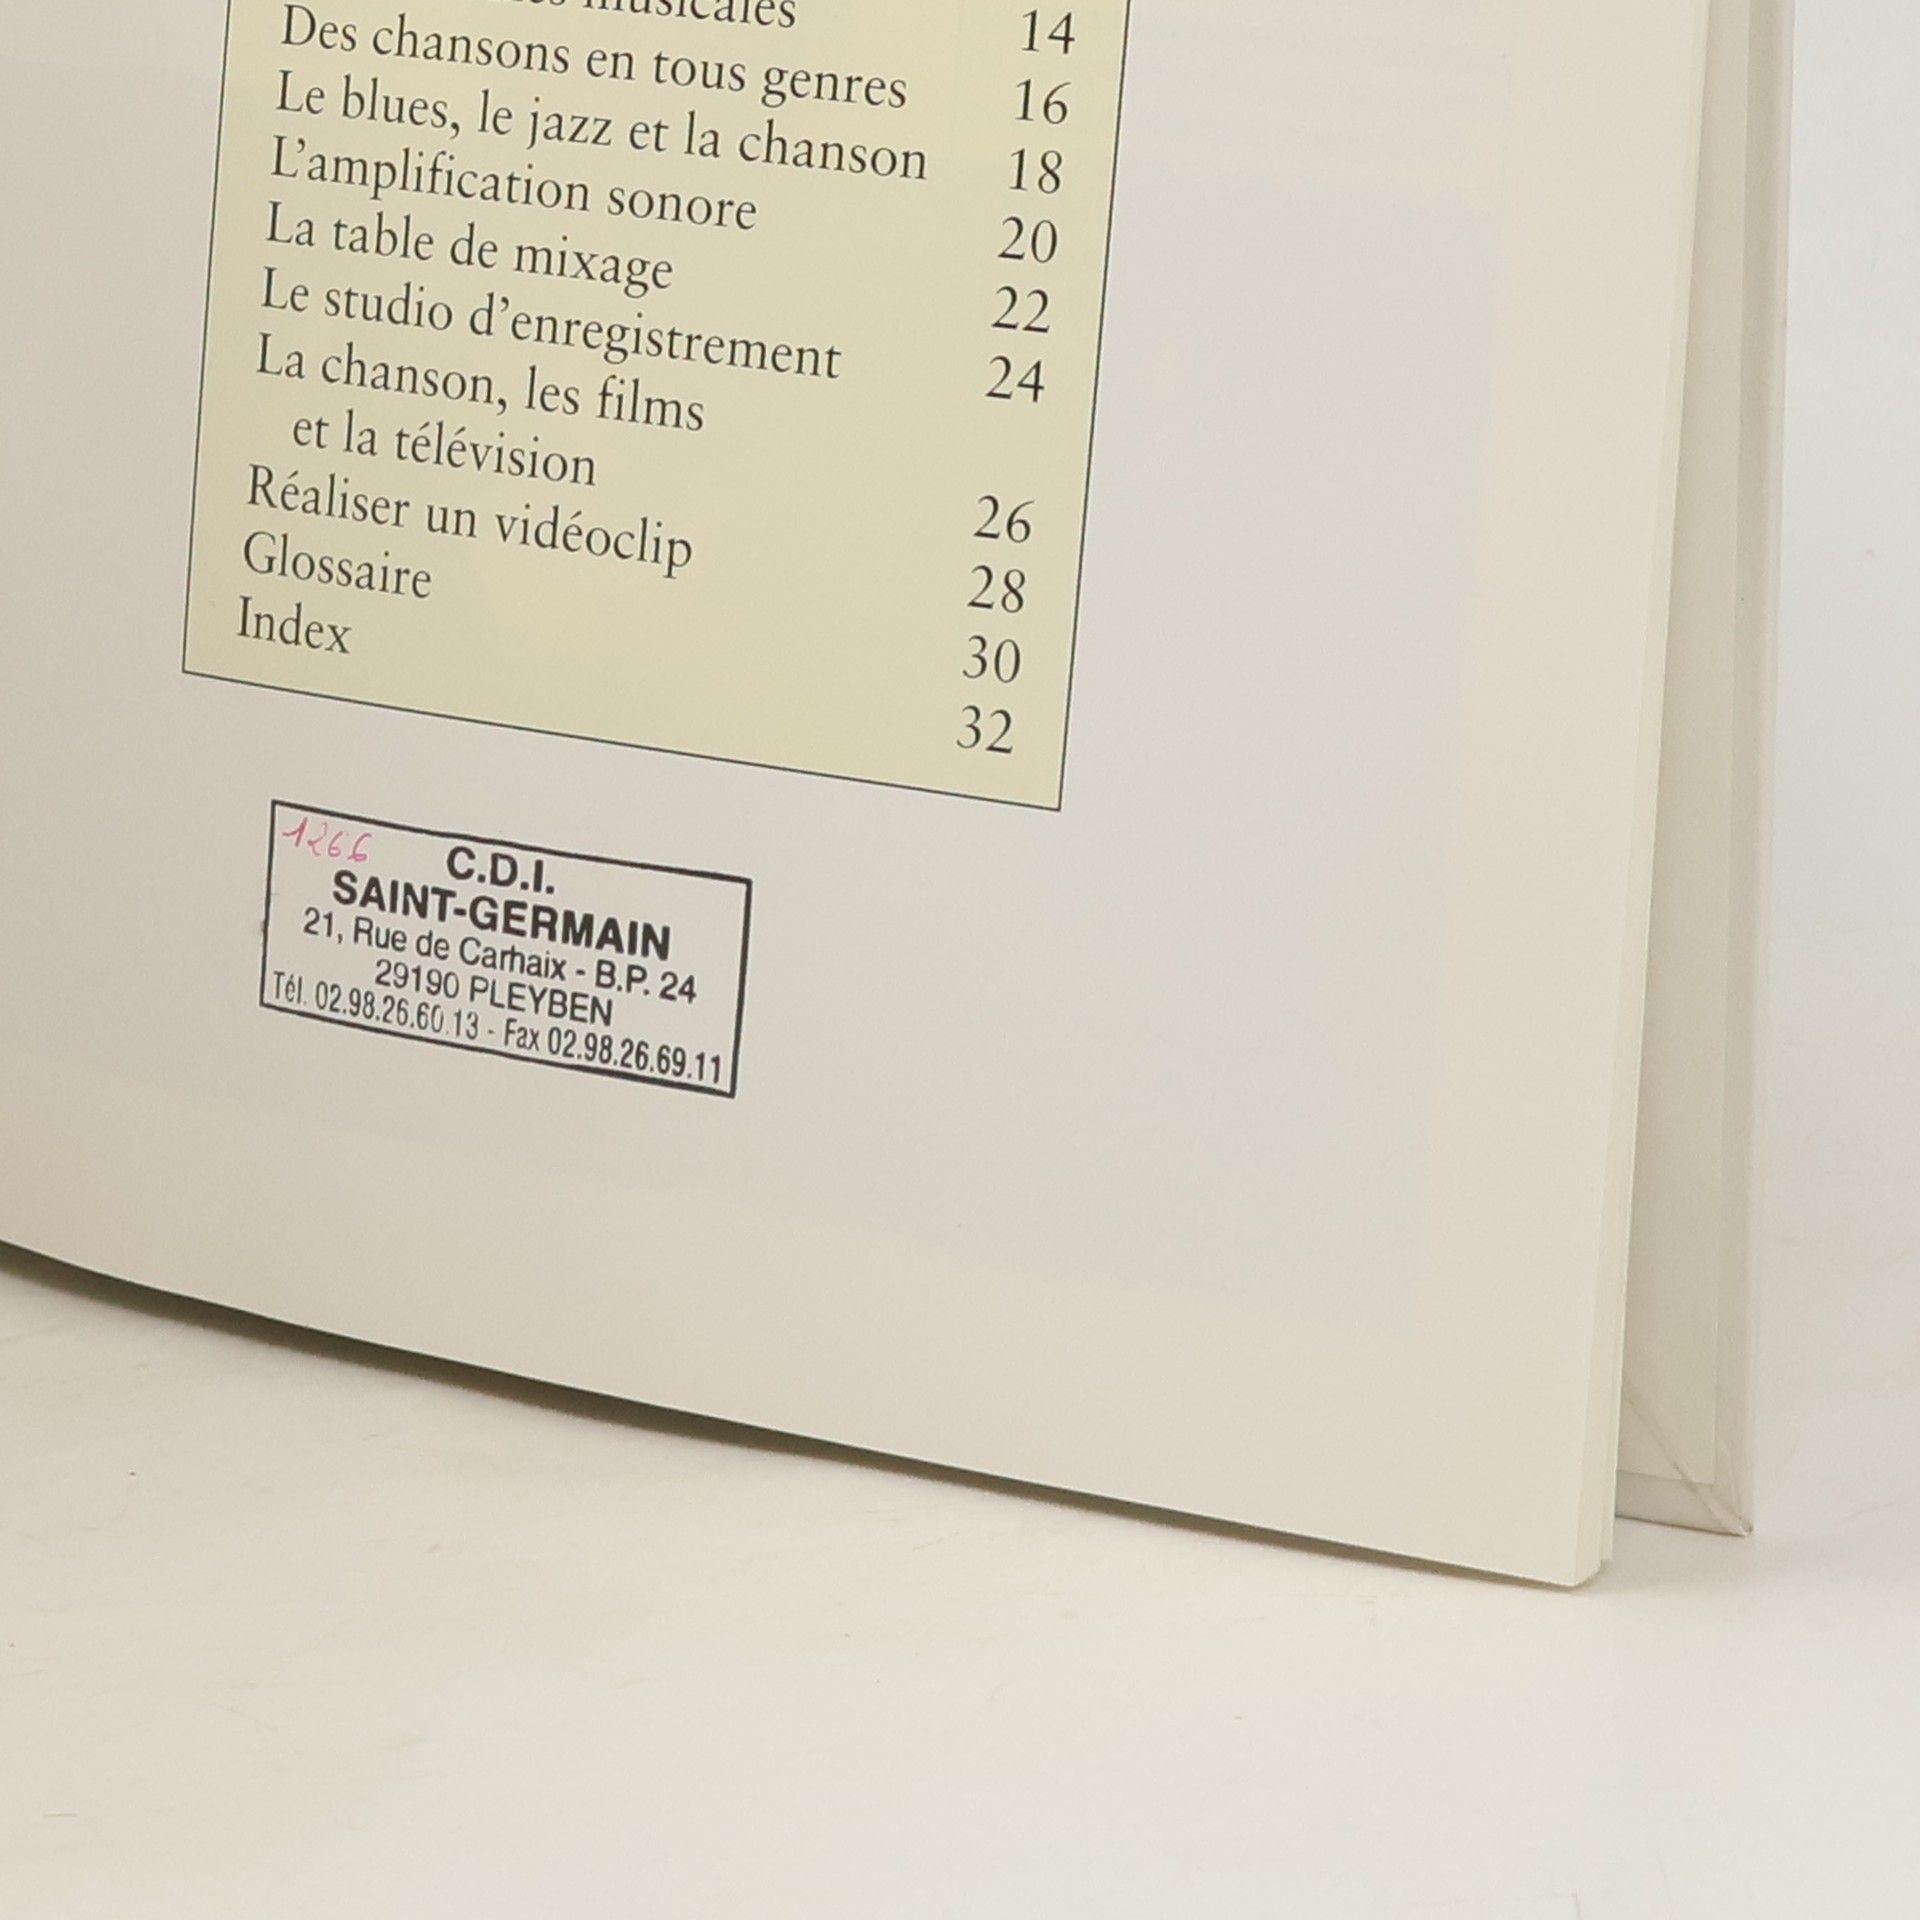 musicales 14
Des chansons en tous genres 16
Le blues, le jazz et la chanson 18
L'amplification sonore 20
La table de mixage 22
Le studio d'enregistrement 24
La chanson, les films
et la télévision 26
Réaliser un vidéoclip 28
Glossaire 30
Index 32
1266
C.D.I.
SAINT-GERMAIN
21, Rue de Carhaix - B.P. 24
29190 PLEYBEN
Tél. 02.98.26.60.13 - Fax 02.98.26.69.11